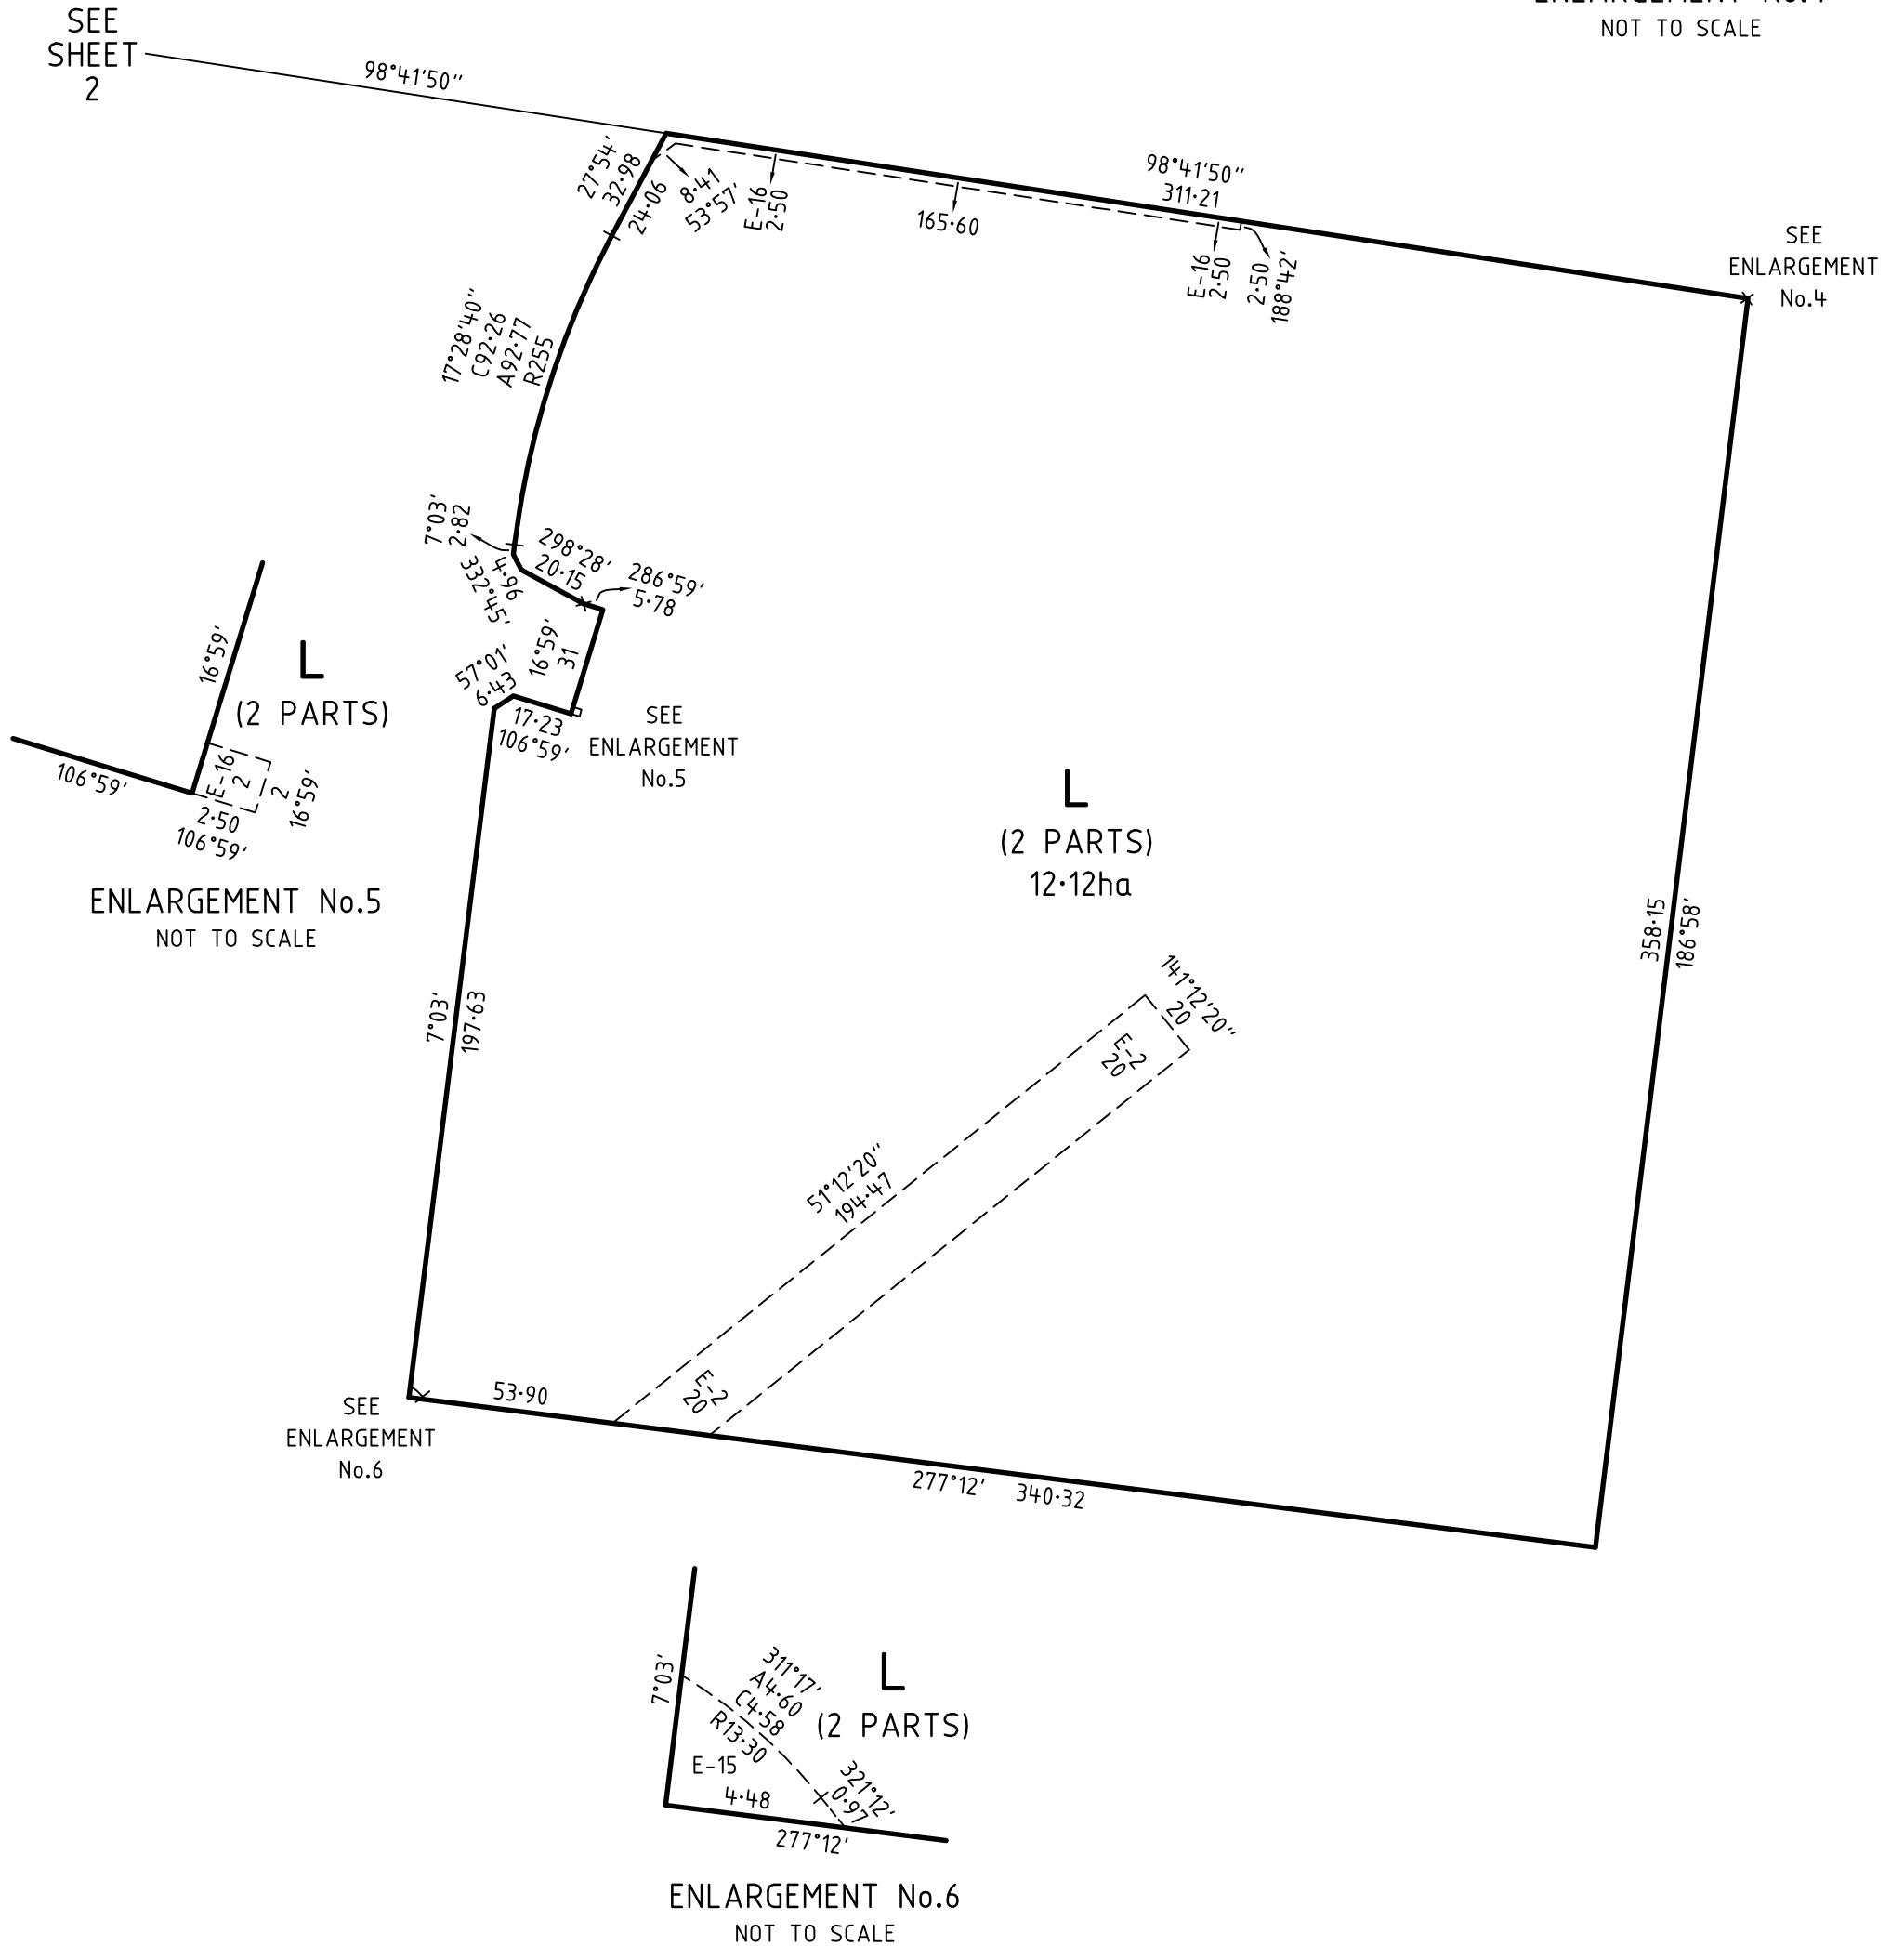 NOT TO SCALE
SEE
SHEET
2
98°41'50"
27°54'
32·98
24·06
8·41
53°57'
E-16
2·50
165·60
98°41'50"
311·21
E-16
2·50
2·50
188°42'
SEE
ENLARGEMENT
No.4
17°28'40"
C92·26
A92·77
R255
7°03'
2·82
4·96
332°45'
298°28'
20·15
286°59'
5·78
16°59'
31
57°01'
6·43
17·23
106°59'
SEE
ENLARGEMENT
No.5
16°59'
L
(2 PARTS)
106°59'
E-16
2
2
16°59'
2·50
106°59'
ENLARGEMENT No.5
NOT TO SCALE
L
(2 PARTS)
12·12ha
358·15
186°58'
7°03'
197·63
141°12'20"
20
E-2
20
51°12'20"
194·47
E-2
20
53·90
SEE
ENLARGEMENT
No.6
277°12' 340·32
7°03'
311°17'
A4·60
C4·58
R13·30
L
(2 PARTS)
E-15
4·48
321°12'
0·97
277°12'
ENLARGEMENT No.6
NOT TO SCALE